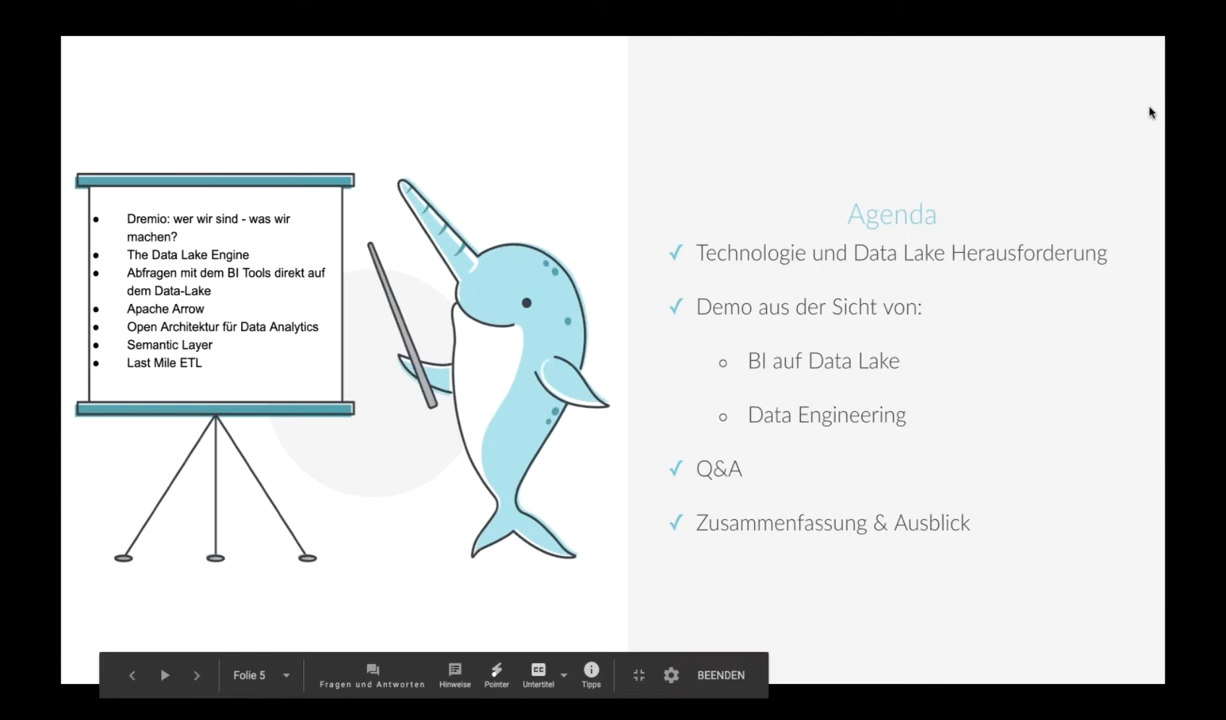 Dremio: wer wir sind - was wir
machen?
The Data Lake Engine
Abfragen mit dem BI Tools direkt auf
dem Data-Lake
Apache Arrow
Open Architektur für Data Analytics
Semantic Layer
Last Mile ETL
Agenda
Technologie und Data Lake Herausforderung
Demo aus der Sicht von:
BI auf Data Lake
Data Engineering
Q&A
Zusammenfassung & Ausblick
Folie 5
Fragen und Antworten
Hinweise
Pointer
CC
Untertitel
Tipps
BEENDEN